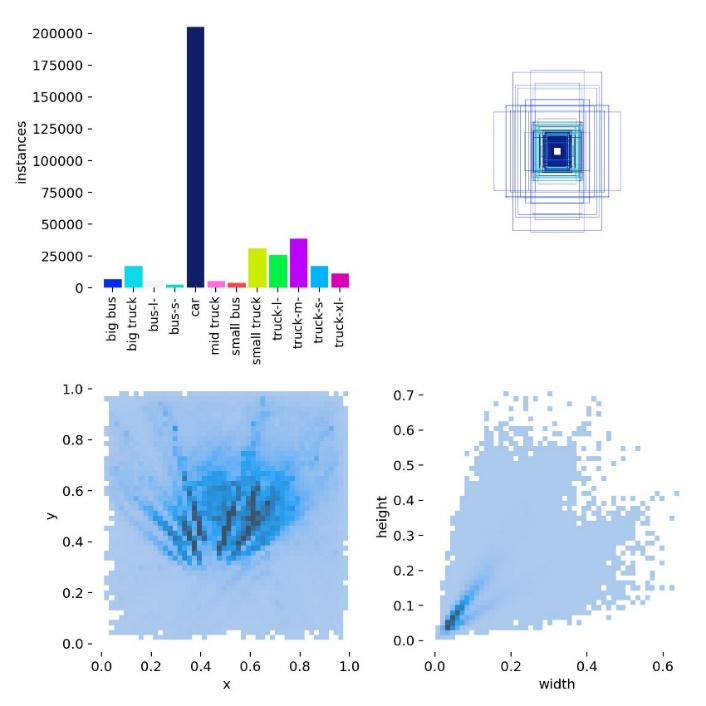 200000
175000
150000
125000
100000
75000
50000
25000
0
instances
big bus
big truck
bus-l-
bus-s-
car
mid truck
small bus
small truck
truck-l-
truck-m-
truck-s-
truck-xl-
1.0
0.8
0.6
0.4
0.2
0.0
y
0.0 0.2 0.4 0.6 0.8 1.0
x
0.7
0.6
0.5
0.4
0.3
0.2
0.1
0.0
height
0.0 0.2 0.4 0.6
width